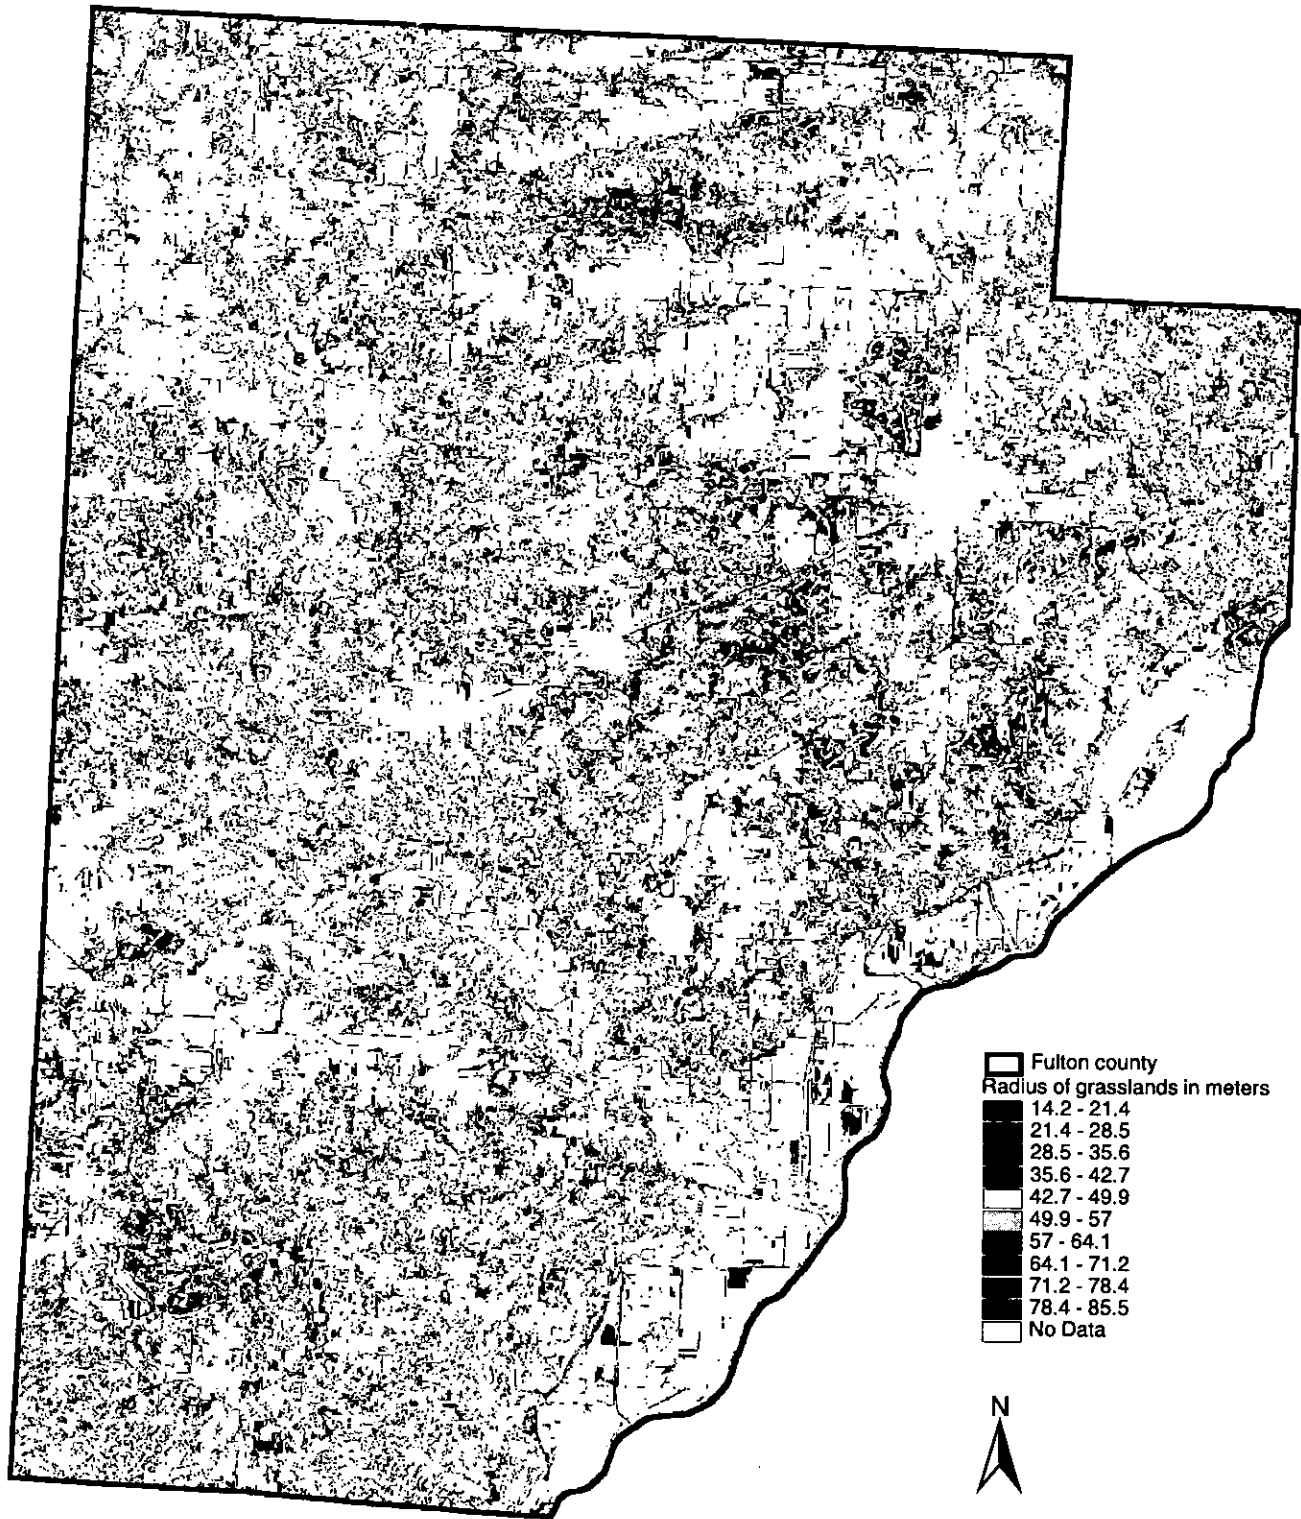 Fulton county
Radius of grasslands in meters
14.2 - 21.4
21.4 - 28.5
28.5 - 35.6
35.6 - 42.7
42.7 - 49.9
49.9 - 57
57 - 64.1
64.1 - 71.2
71.2 - 78.4
78.4 - 85.5
No Data
N